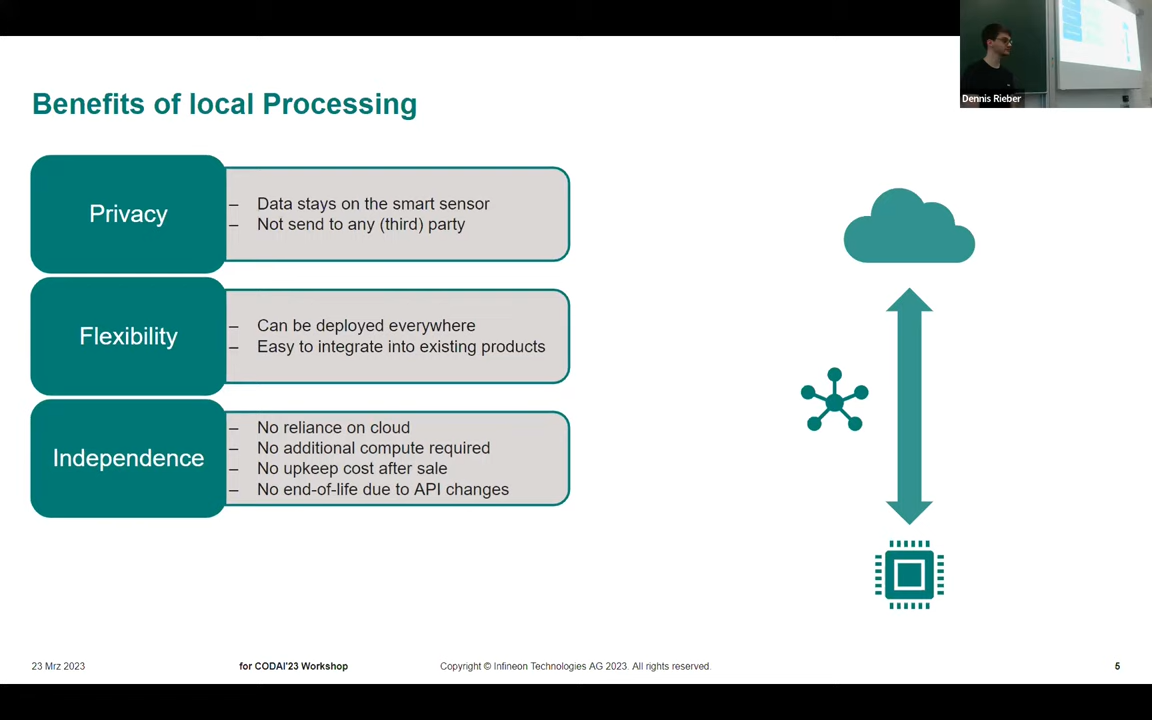 Dennis Rieber
Benefits of local Processing
Privacy
– Data stays on the smart sensor
– Not send to any (third) party
Flexibility
– Can be deployed everywhere
– Easy to integrate into existing products
Independence
– No reliance on cloud
– No additional compute required
– No upkeep cost after sale
– No end-of-life due to API changes
23 Mrz 2023
for CODAI'23 Workshop
Copyright © Infineon Technologies AG 2023. All rights reserved.
5